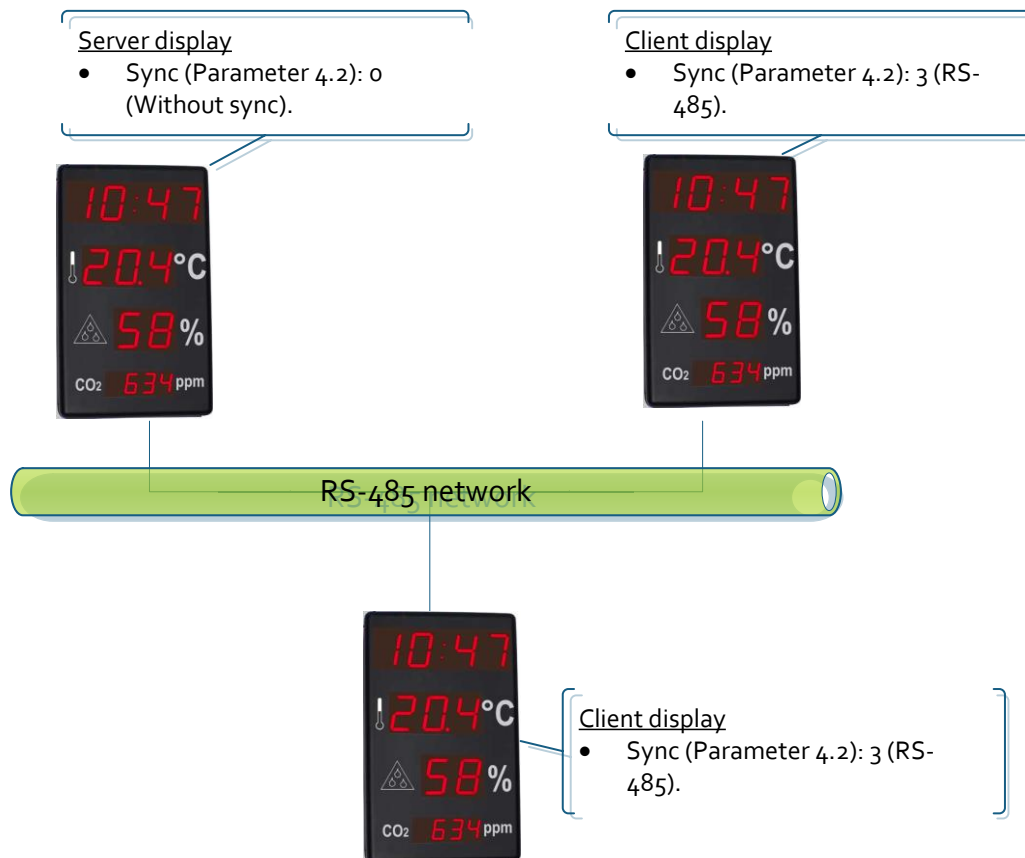 Server display
• Sync (Parameter 4.2): 0
(Without sync).
Client display
• Sync (Parameter 4.2): 3 (RS-
485).
10:47
20.4°C
58%
CO₂ 634 ppm
10:47
20.4°C
58%
CO₂ 634 ppm
RS-485 network
10:47
20.4°C
58%
CO₂ 634 ppm
Client display
• Sync (Parameter 4.2): 3 (RS-
485).